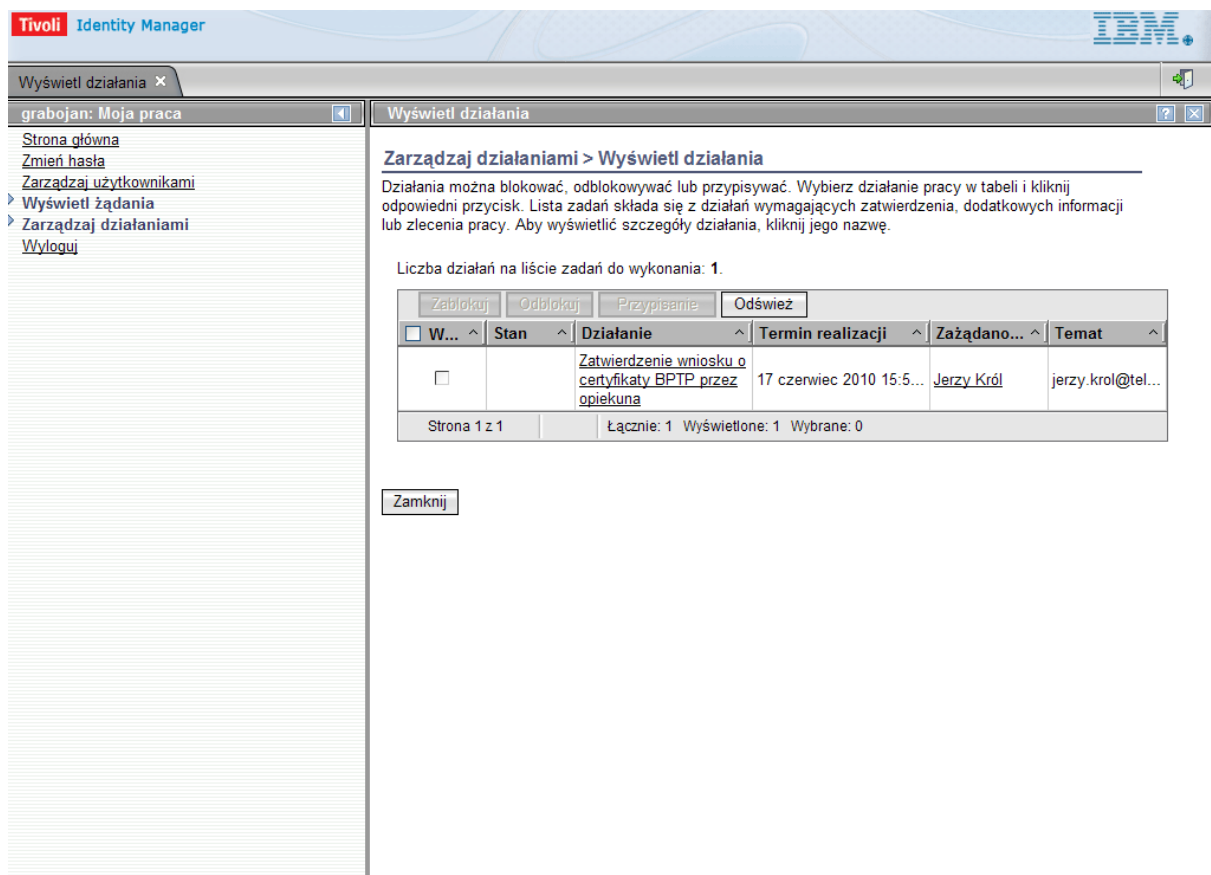 Tivoli Identity Manager
IBM
Wyświetl działania
grabojan: Moja praca
Strona główna
Zmień hasła
Zarządzaj użytkownikami
Wyświetl żądania
Zarządzaj działaniami
Wyloguj
Wyświetl działania
Zarządzaj działaniami > Wyświetl działania
Działania można blokować, odblokowywać lub przypisywać. Wybierz działanie pracy w tabeli i kliknij
odpowiedni przycisk. Lista zadań składa się z działań wymagających zatwierdzenia, dodatkowych informacji
lub zlecenia pracy. Aby wyświetlić szczegóły działania, kliknij jego nazwę.
Liczba działań na liście zadań do wykonania: 1.
Zablokuj Odblokuj Przypisanie Odśwież
W... Stan Działanie Termin realizacji Zażądano... Temat
Zatwierdzenie wniosku o
certyfikaty BPTP przez
opiekuna
17 czerwiec 2010 15:5... Jerzy Król jerzy.krol@tel...
Strona 1 z 1 Łącznie: 1 Wyświetlone: 1 Wybrane: 0
Zamknij